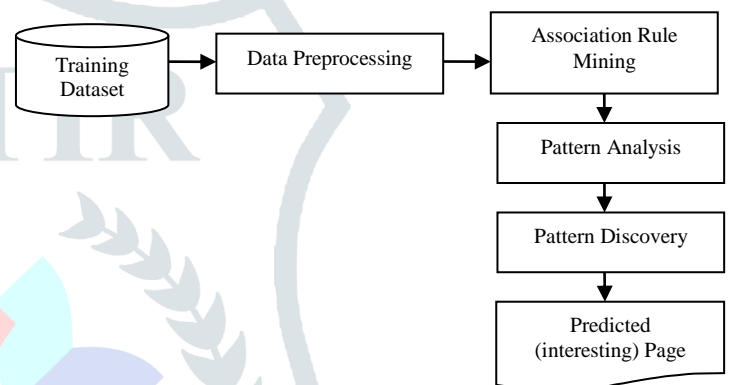 Training
Dataset
Data Preprocessing
Association Rule
Mining
Pattern Analysis
Pattern Discovery
Predicted
(interesting) Page